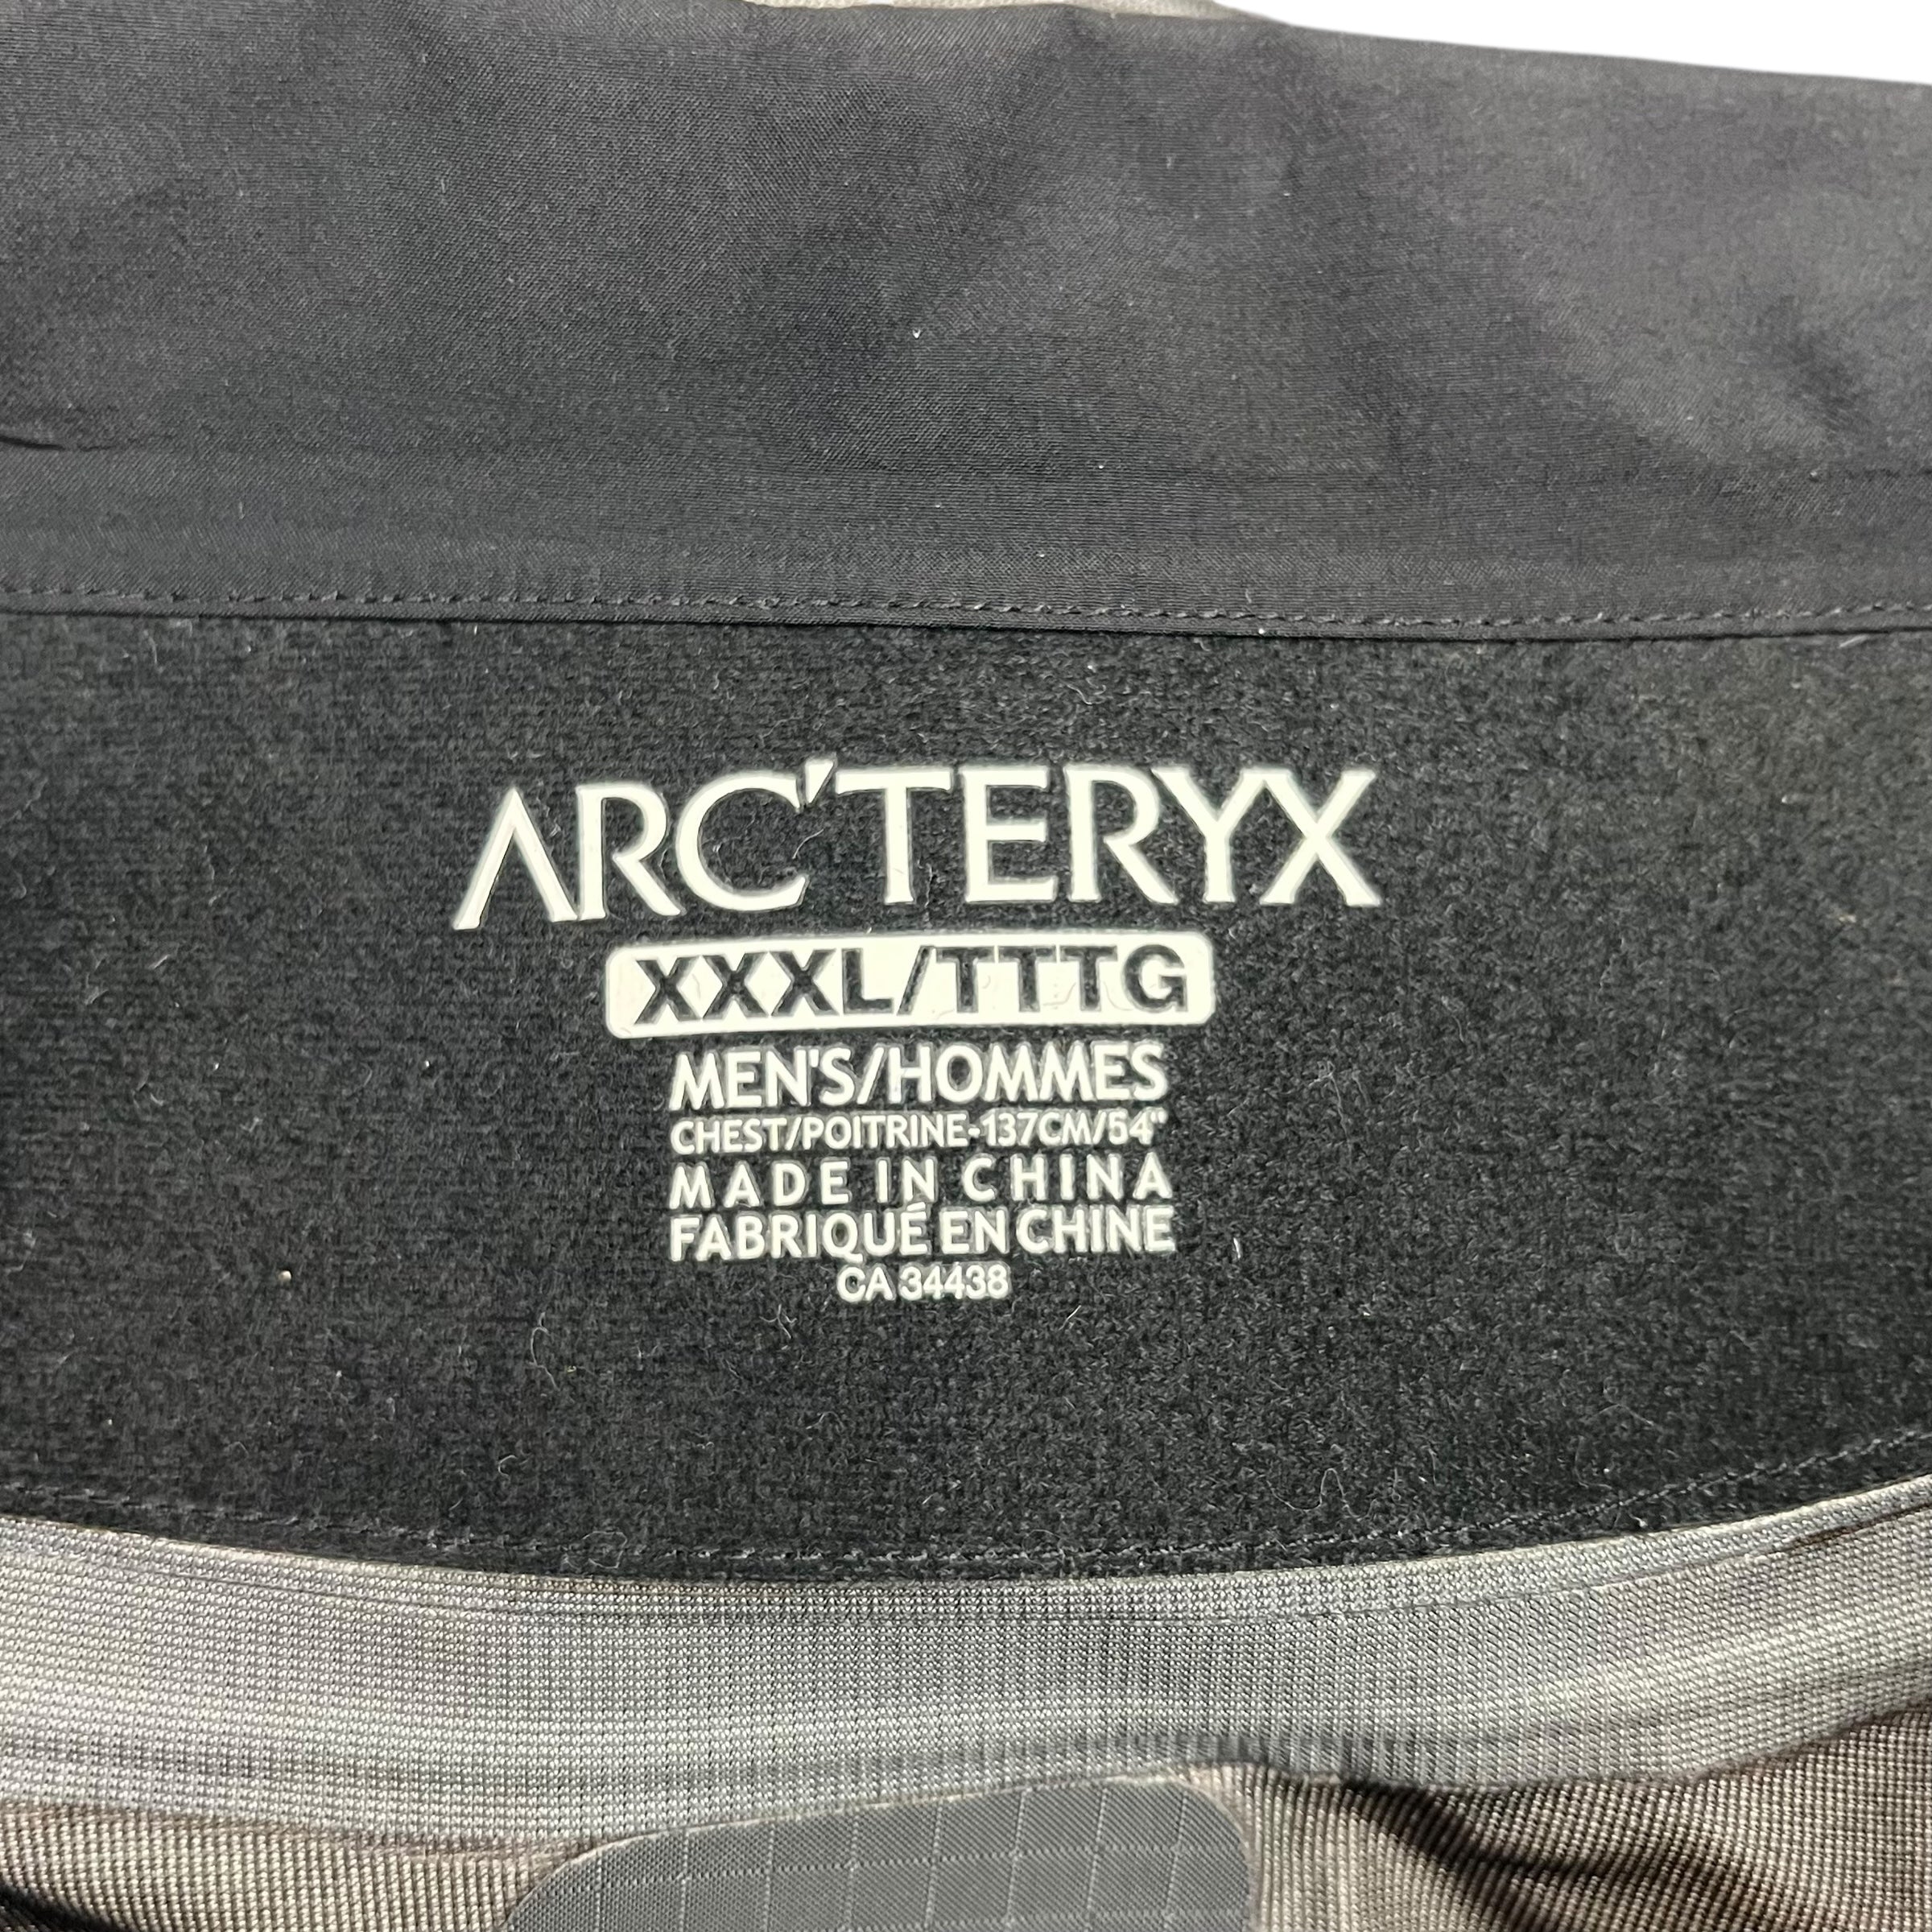 ARC'TERYX
XXXL/TTTG
MEN'S/HOMMES
CHEST/POITRINE-137CM/54"
MADE IN CHINA
FABRIQUÉ EN CHINE
CA 34438